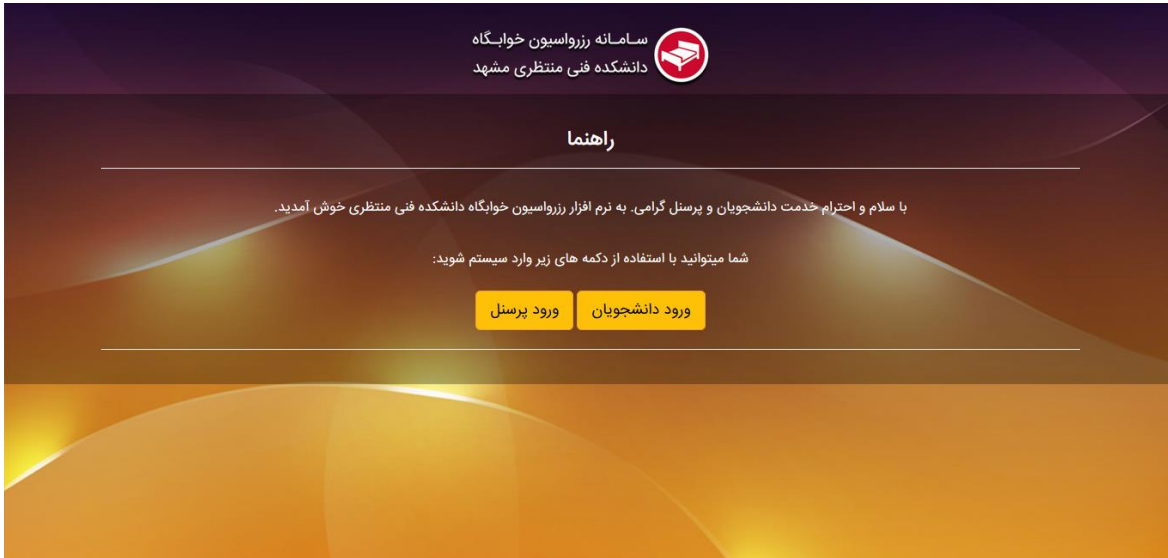 سـامـانه رزرواسیون خوابـگاه
دانشکده فنی منتظری مشهد
راهنما
با سلام و احترام خدمت دانشجویان و پرسنل گرامی. به نرم افزار رزرواسیون خوابگاه دانشکده فنی منتظری خوش آمدید.
شما میتوانید با استفاده از دکمه های زیر وارد سیستم شوید:
ورود دانشجویان ورود پرسنل